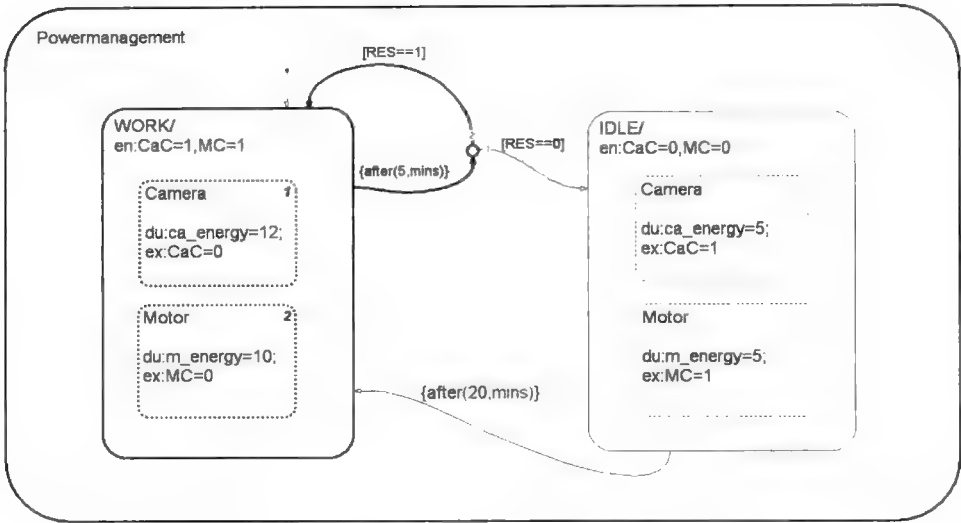 Powermanagement
[RES==1]
WORK/
en:CaC=1,MC=1
{after(5,mins)}
[RES==0]
IDLE/
en:CaC=0,MC=0
Camera 1
du:ca_energy=12;
ex:CaC=0
Motor 2
du:m_energy=10;
ex:MC=0
Camera
du:ca_energy=5;
ex:CaC=1
Motor
du:m_energy=5;
ex:MC=1
{after(20,mins)}